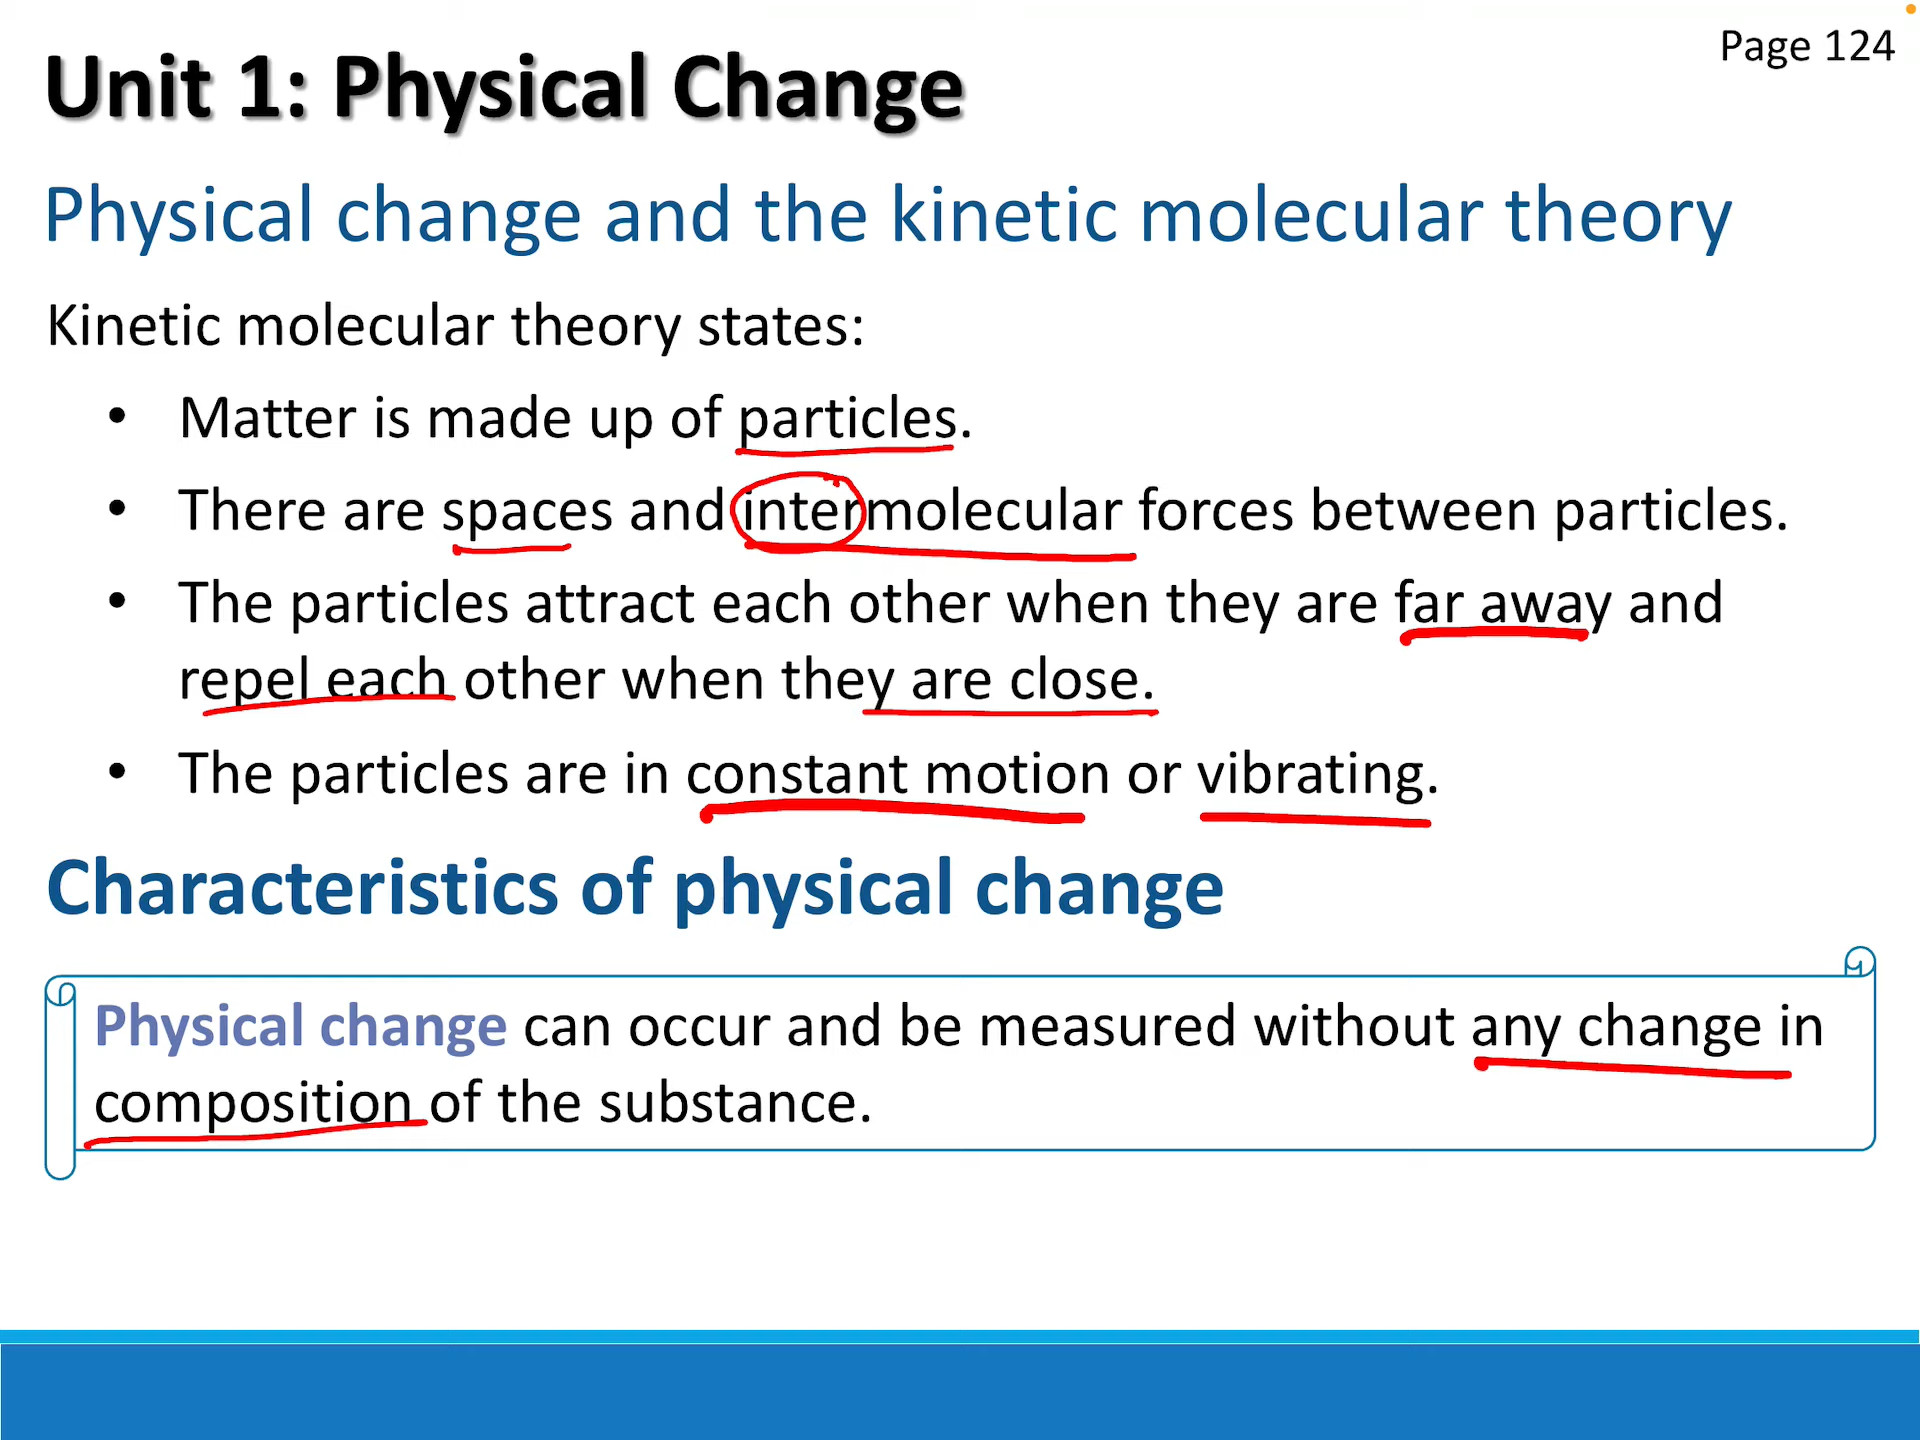 Page 124
Unit 1: Physical Change
Physical change and the kinetic molecular theory
Kinetic molecular theory states:
• Matter is made up of particles.
• There are spaces and intermolecular forces between particles.
• The particles attract each other when they are far away and
repel each other when they are close.
• The particles are in constant motion or vibrating.
Characteristics of physical change
Physical change can occur and be measured without any change in
composition of the substance.